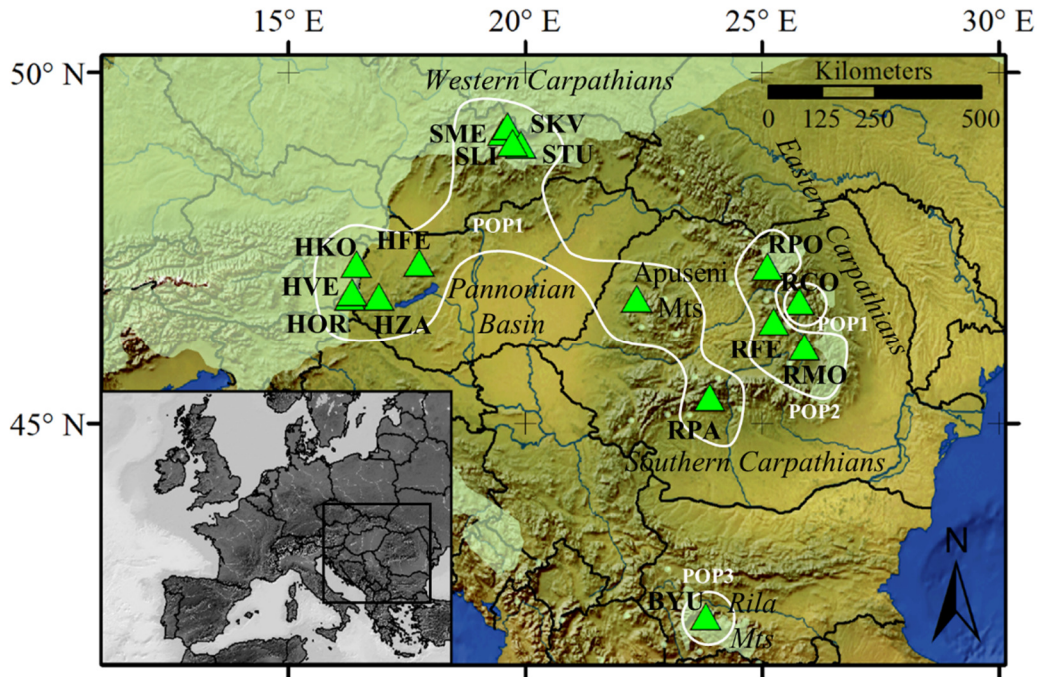 15° E
20° E
25° E
30° E
50° N
45° N
Western Carpathians
Kilometers
0 125 250 500
SME
SKV
SLI
STU
Eastern Carpathians
POP1
HKO
HFE
HVE
HOR
HZA
Pannonian
Basin
Apuseni
Mts
RPO
RCO
POP1
RFE
RMO
POP2
RPA
Southern Carpathians
POP3
BYU
Rila
Mts
N